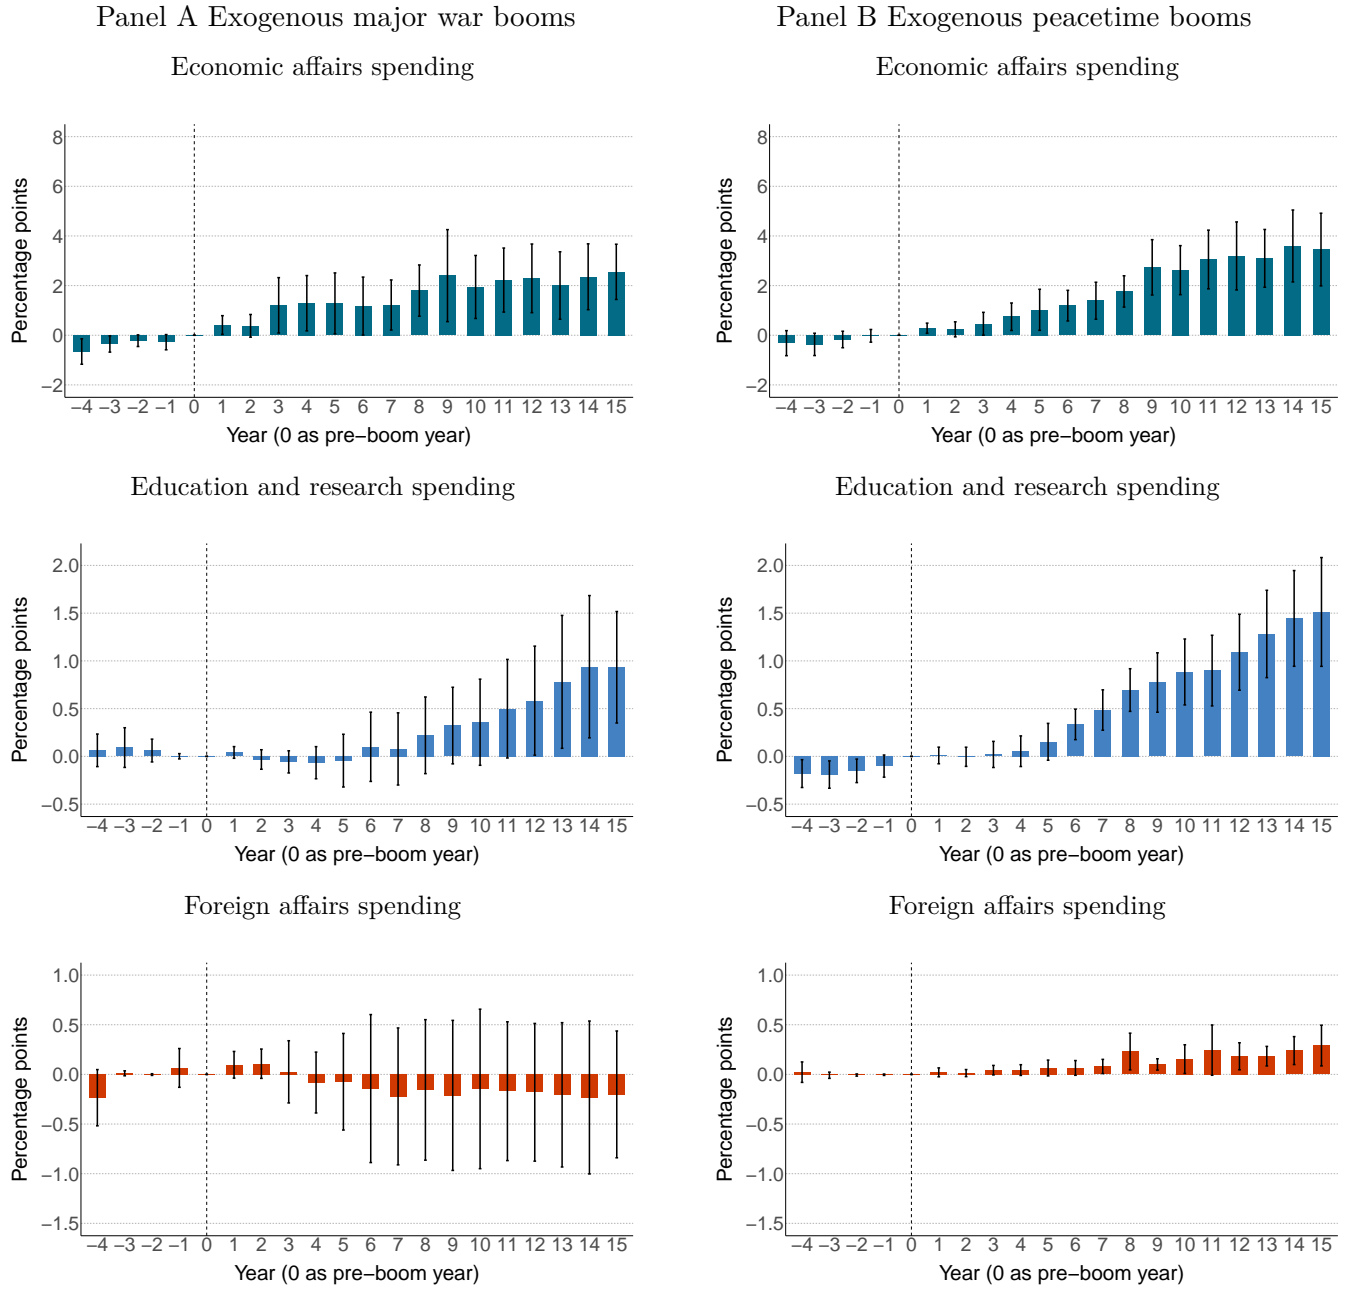 Panel A Exogenous major war booms
Economic affairs spending
Percentage points
8
6
4
2
0
−2
−4 −3 −2 −1 0 1 2 3 4 5 6 7 8 9 10 11 12 13 14 15
Year (0 as pre−boom year)
Education and research spending
Percentage points
2.0
1.5
1.0
0.5
0.0
−0.5
−4 −3 −2 −1 0 1 2 3 4 5 6 7 8 9 10 11 12 13 14 15
Year (0 as pre−boom year)
Foreign affairs spending
Percentage points
1.0
0.5
0.0
−0.5
−1.0
−1.5
−4 −3 −2 −1 0 1 2 3 4 5 6 7 8 9 10 11 12 13 14 15
Year (0 as pre−boom year)
Panel B Exogenous peacetime booms
Economic affairs spending
Percentage points
8
6
4
2
0
−2
−4 −3 −2 −1 0 1 2 3 4 5 6 7 8 9 10 11 12 13 14 15
Year (0 as pre−boom year)
Education and research spending
Percentage points
2.0
1.5
1.0
0.5
0.0
−0.5
−4 −3 −2 −1 0 1 2 3 4 5 6 7 8 9 10 11 12 13 14 15
Year (0 as pre−boom year)
Foreign affairs spending
Percentage points
1.0
0.5
0.0
−0.5
−1.0
−1.5
−4 −3 −2 −1 0 1 2 3 4 5 6 7 8 9 10 11 12 13 14 15
Year (0 as pre−boom year)